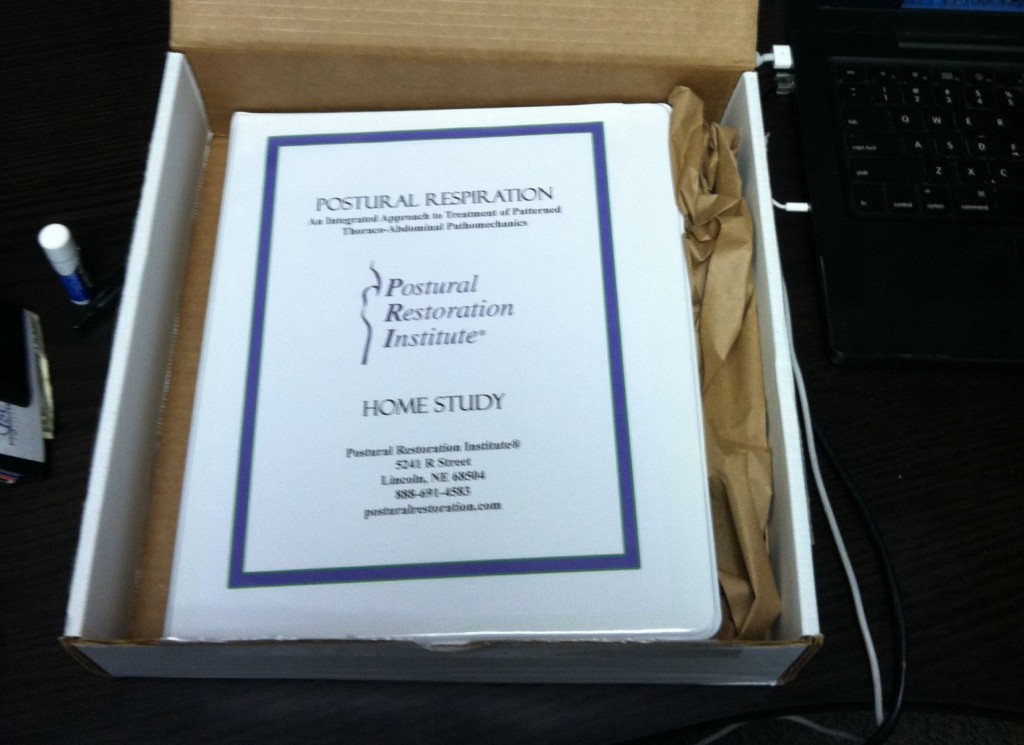 POSTURAL RESPIRATION
An Integrated Approach to Treatment of Patterned
Thoraco-Abdominal Pathomechanics
Postural
Restoration
Institute®
HOME STUDY
Postural Restoration Institute®
5241 R Street
Lincoln, NE 68504
888-691-4583
posturalrestoration.com
Q W E R
A S D F
Z X C